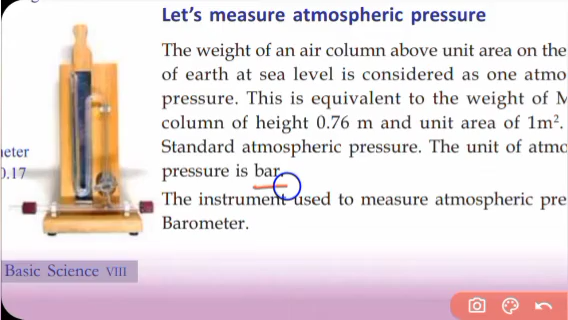 Let's measure atmospheric pressure
The weight of an air column above unit area on the
of earth at sea level is considered as one atmo
pressure. This is equivalent to the weight of M
column of height 0.76 m and unit area of 1m².
Standard atmospheric pressure. The unit of atmo
pressure is bar.
The instrument used to measure atmospheric pre
Barometer.
meter
0.17
Basic Science VIII